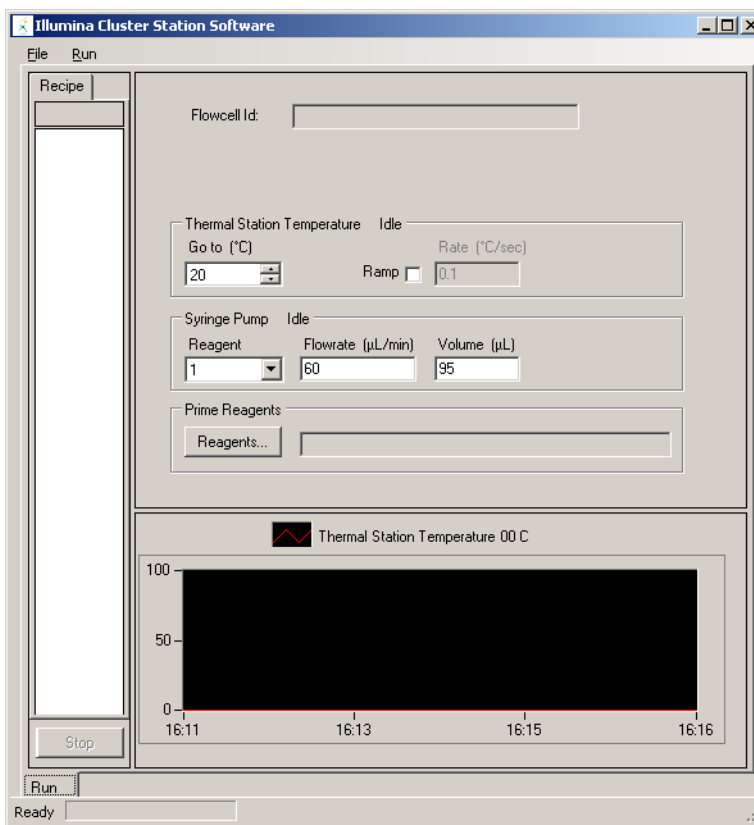 Illumina Cluster Station Software
File Run
Recipe
Flowcell Id:
Thermal Station Temperature Idle
Go to (°C) Rate (°C/sec)
20 Ramp 0.1
Syringe Pump Idle
Reagent Flowrate (µL/min) Volume (µL)
1 60 95
Prime Reagents
Reagents...
Thermal Station Temperature 00 C
100
50
0
16:11 16:13 16:15 16:16
Stop
Run
Ready